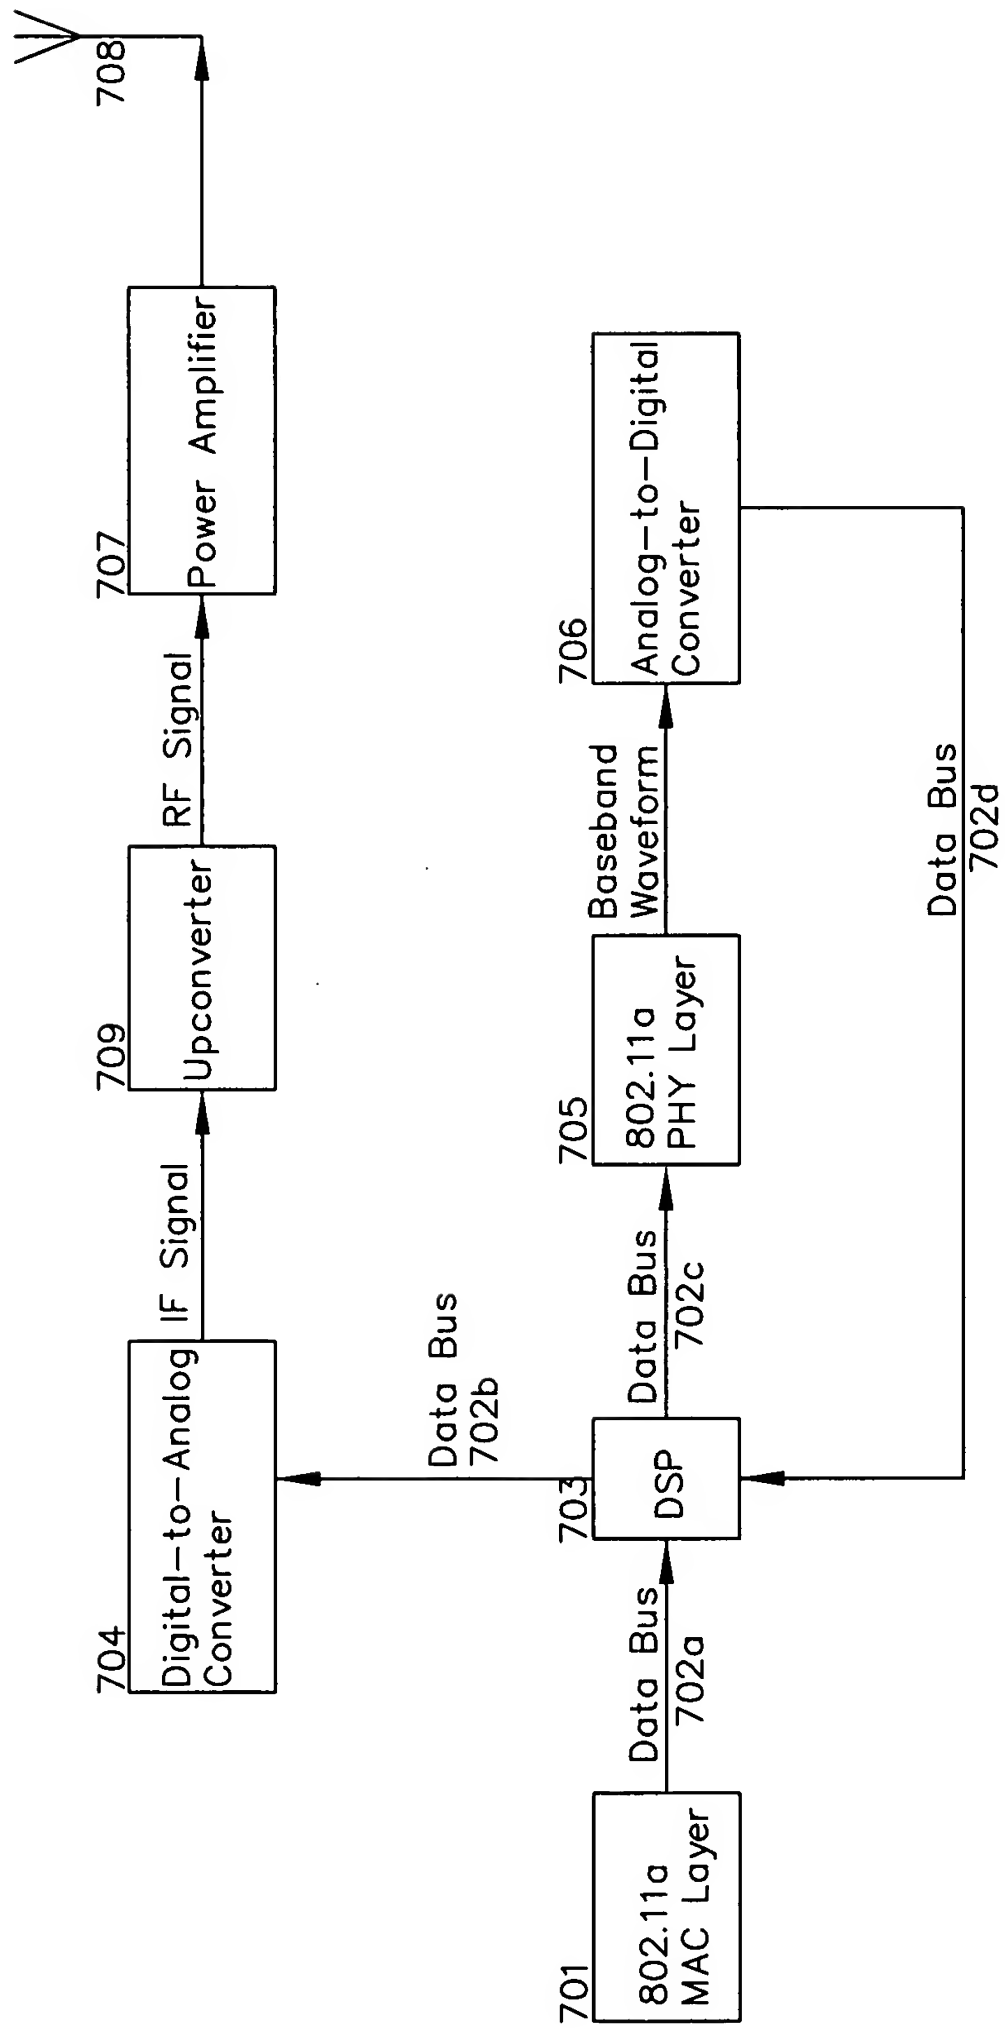 704
Digital-to-Analog
Converter
IF Signal
709
Upconverter
RF Signal
707
Power Amplifier
708
Data Bus
702b
701
802.11a
MAC Layer
Data Bus
702a
703
DSP
Data Bus
702c
705
802.11a
PHY Layer
Baseband
Waveform
706
Analog-to-Digital
Converter
Data Bus
702d